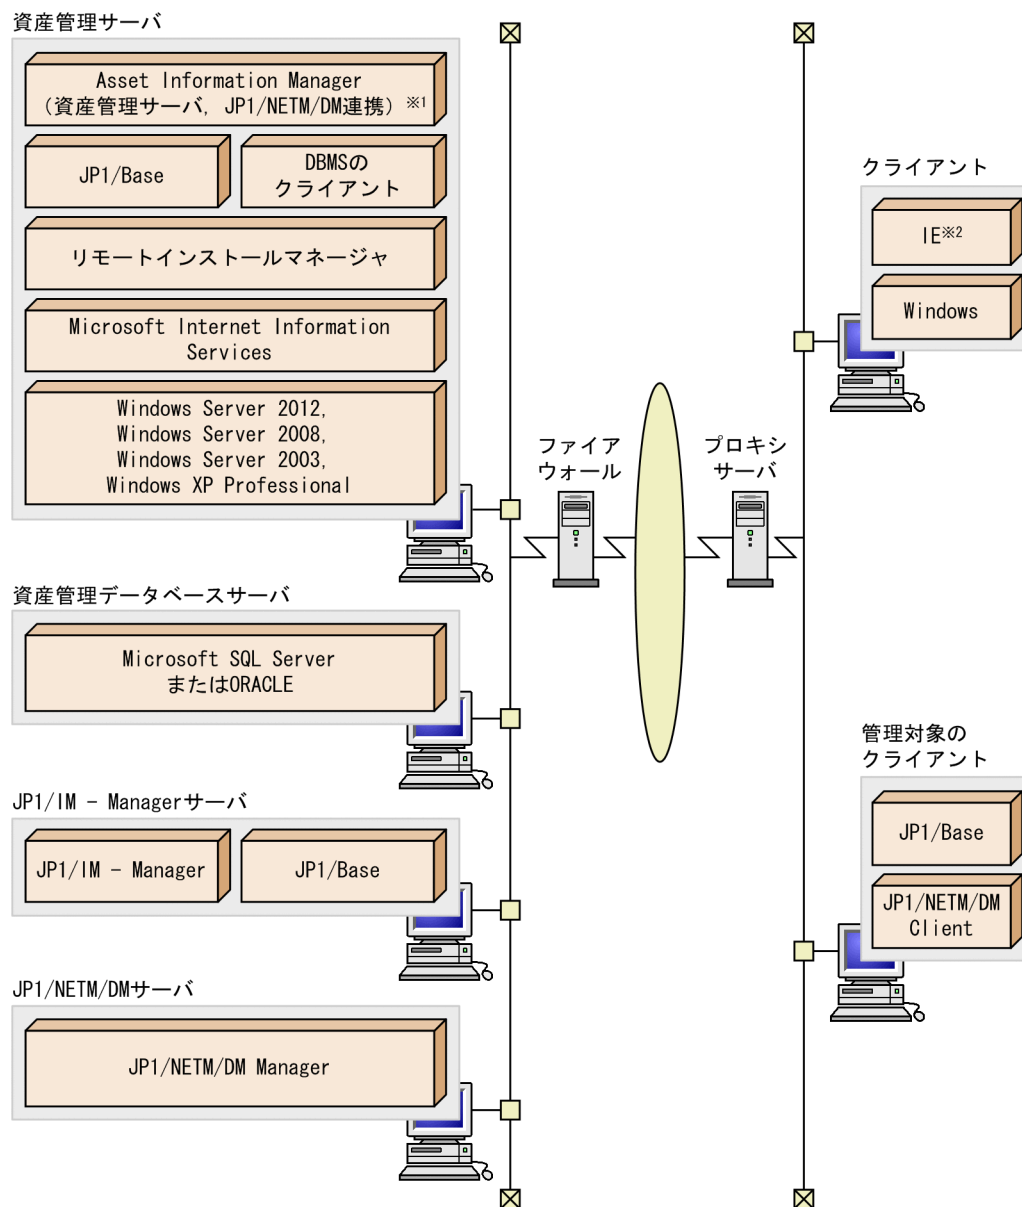 資産管理サーバ
Asset Information Manager
（資産管理サーバ，JP1/NETM/DM連携）※1
JP1/Base
DBMSの
クライアント
リモートインストールマネージャ
Microsoft Internet Information
Services
Windows Server 2012,
Windows Server 2008,
Windows Server 2003,
Windows XP Professional
資産管理データベースサーバ
Microsoft SQL Server
またはORACLE
JP1/IM － Managerサーバ
JP1/IM － Manager
JP1/Base
JP1/NETM/DMサーバ
JP1/NETM/DM Manager
ファイア
ウォール
プロキシ
サーバ
クライアント
IE※2
Windows
管理対象の
クライアント
JP1/Base
JP1/NETM/DM
Client